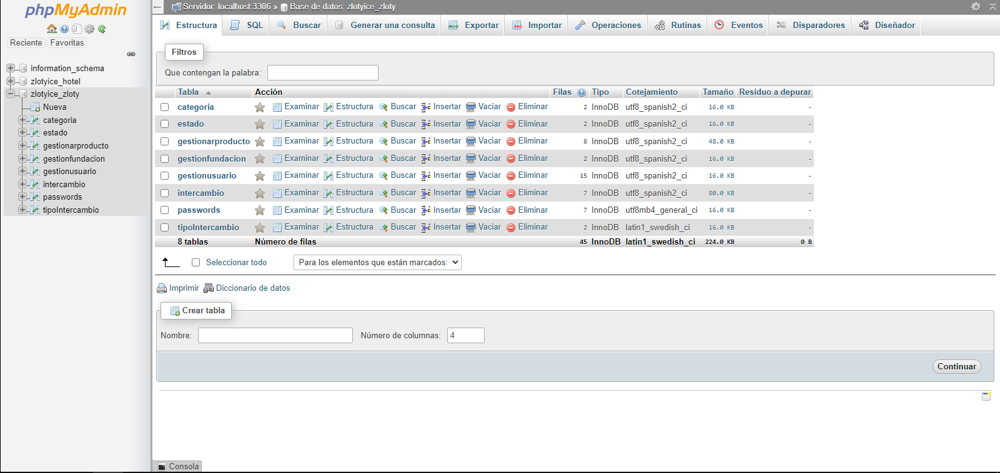 phpMyAdmin
Reciente Favoritas
information_schema
zlotyice_hotel
zlotyice_zloty
Nueva
categoria
estado
gestionarproducto
gestionfundacion
gestionusuario
intercambio
passwords
tipoIntercambio
Servidor: localhost:3306 » Base de datos: zlotyice_zloty
Estructura SQL Buscar Generar una consulta Exportar Importar Operaciones Rutinas Eventos Disparadores Diseñador
Filtros
Que contengan la palabra:
Tabla Acción Filas Tipo Cotejamiento Tamaño Residuo a depurar
categoria Examinar Estructura Buscar Insertar Vaciar Eliminar 2 InnoDB utf8_spanish2_ci 16.0 KB -
estado Examinar Estructura Buscar Insertar Vaciar Eliminar 2 InnoDB utf8_spanish2_ci 16.0 KB -
gestionarproducto Examinar Estructura Buscar Insertar Vaciar Eliminar 8 InnoDB utf8_spanish2_ci 48.0 KB -
gestionfundacion Examinar Estructura Buscar Insertar Vaciar Eliminar 2 InnoDB utf8_spanish2_ci 16.0 KB -
gestionusuario Examinar Estructura Buscar Insertar Vaciar Eliminar 15 InnoDB utf8_spanish2_ci 16.0 KB -
intercambio Examinar Estructura Buscar Insertar Vaciar Eliminar 7 InnoDB utf8_spanish2_ci 80.0 KB -
passwords Examinar Estructura Buscar Insertar Vaciar Eliminar 7 InnoDB utf8mb4_general_ci 16.0 KB -
tipoIntercambio Examinar Estructura Buscar Insertar Vaciar Eliminar 2 InnoDB latin1_swedish_ci 16.0 KB -
8 tablas Número de filas 45 InnoDB latin1_swedish_ci 224.0 KB 0 B
Seleccionar todo Para los elementos que están marcados:
Imprimir Diccionario de datos
Crear tabla
Nombre: Número de columnas: 4
Continuar
Consola